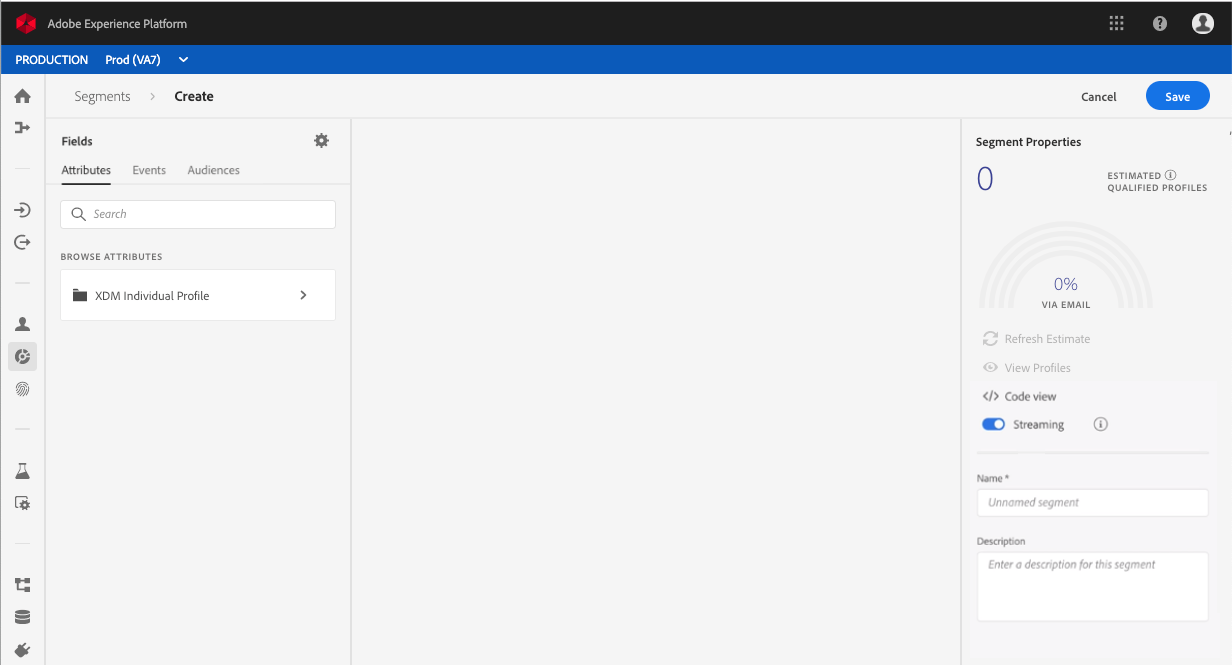 Adobe Experience Platform
PRODUCTION Prod (VA7)
Segments > Create
Cancel
Save
Fields
Attributes Events Audiences
Search
BROWSE ATTRIBUTES
XDM Individual Profile
Segment Properties
0
ESTIMATED
QUALIFIED PROFILES
0%
VIA EMAIL
Refresh Estimate
View Profiles
</> Code view
Streaming
Name *
Unnamed segment
Description
Enter a description for this segment